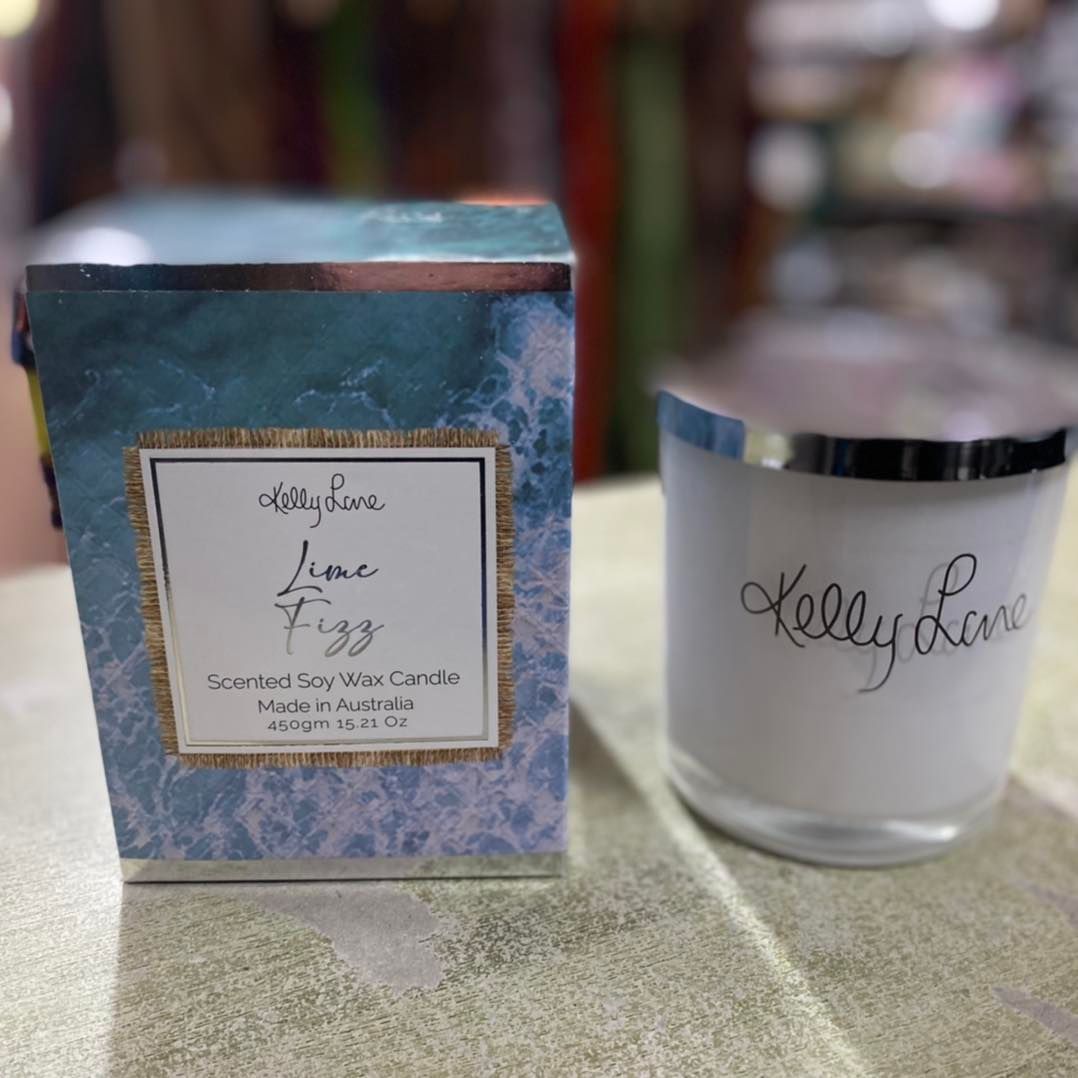 Kelly Lane
Lime
Fizz
Scented Soy Wax Candle
Made in Australia
450gm 15.21 Oz
Kelly Lane